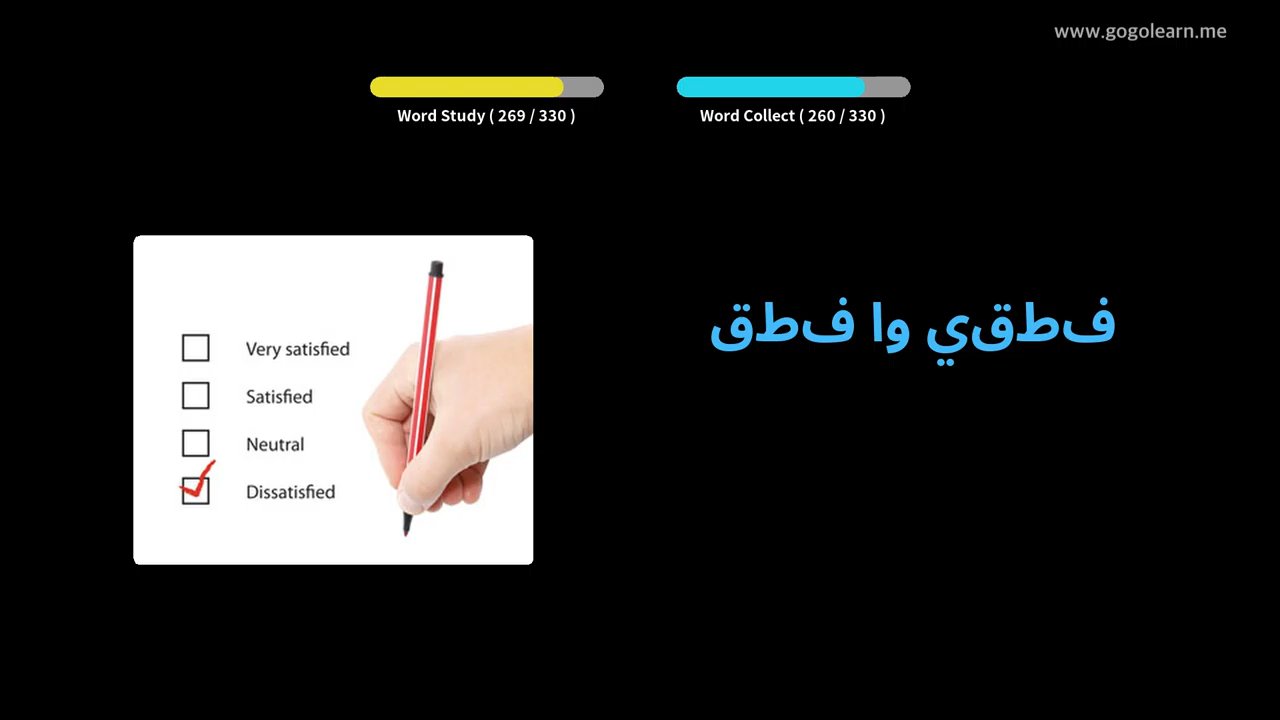 www.gogolearn.me
Word Study ( 269 / 330 )
Word Collect ( 260 / 330 )
Very satisfied
Satisfied
Neutral
Dissatisfied
فطقي وا فطق